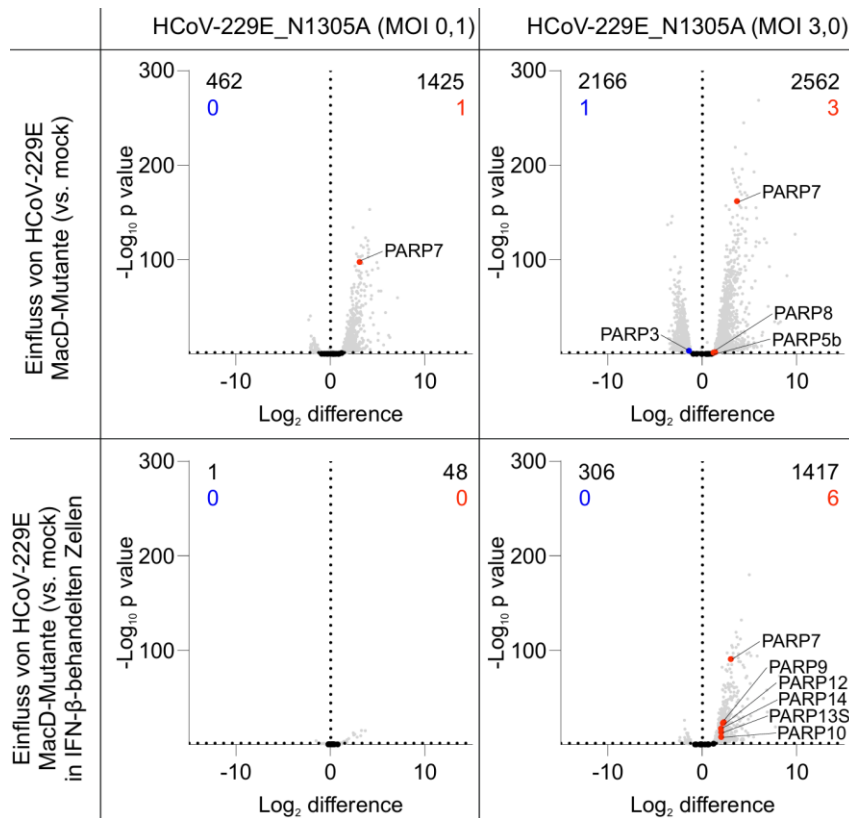 HCoV-229E_N1305A (MOI 0,1)
HCoV-229E_N1305A (MOI 3,0)
Einfluss von HCoV-229E
MacD-Mutante (vs. mock)
300
200
100
-Log₁₀ p value
462
0
1425
1
PARP7
-10
0
10
Log₂ difference
300
200
100
-Log₁₀ p value
2166
1
2562
3
PARP7
PARP8
PARP3
PARP5b
-10
0
10
Log₂ difference
Einfluss von HCoV-229E
MacD-Mutante (vs. mock)
in IFN-β-behandelten Zellen
300
200
100
-Log₁₀ p value
1
0
48
0
-10
0
10
Log₂ difference
300
200
100
-Log₁₀ p value
306
0
1417
6
PARP7
PARP9
PARP12
PARP14
PARP13S
PARP10
-10
0
10
Log₂ difference